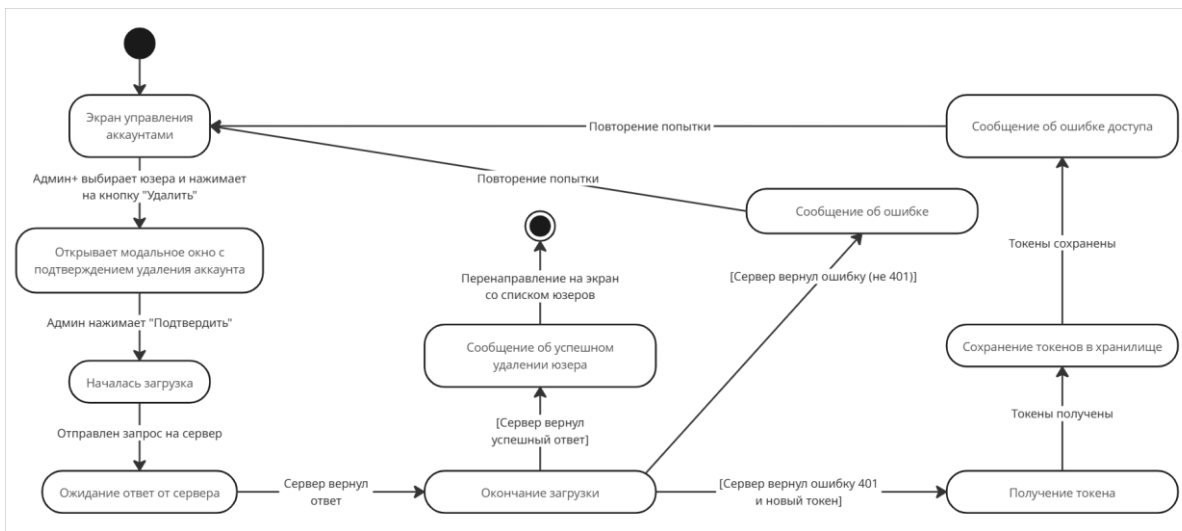 Экран управления
аккаунтами
Админ+ выбирает юзера и нажимает
на кнопку "Удалить"
Открывает модальное окно с
подтверждением удаления аккаунта
Админ нажимает "Подтвердить"
Началась загрузка
Отправлен запрос на сервер
Ожидание ответ от сервера
Сервер вернул
ответ
Окончание загрузки
[Сервер вернул
успешный ответ]
Сообщение об успешном
удалении юзера
Перенаправление на экран
со списком юзеров
[Сервер вернул ошибку (не 401)]
Сообщение об ошибке
Повторение попытки
[Сервер вернул ошибку 401
и новый токен]
Получение токена
Токены получены
Сохранение токенов в хранилище
Токены сохранены
Сообщение об ошибке доступа
Повторение попытки